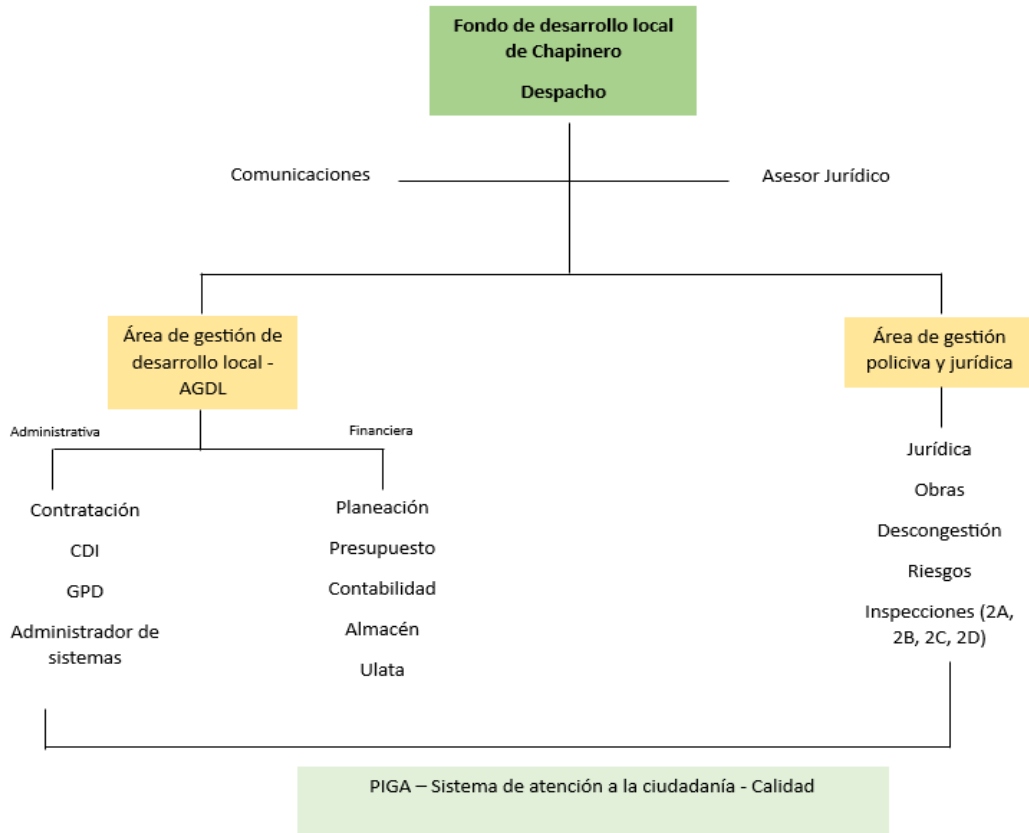 Fondo de desarrollo local
de Chapinero
Despacho
Comunicaciones
Asesor Jurídico
Área de gestión de
desarrollo local -
AGDL
Área de gestión
policiva y jurídica
Administrativa
Financiera
Contratación
CDI
GPD
Administrador de
sistemas
Planeación
Presupuesto
Contabilidad
Almacén
Ulata
Jurídica
Obras
Descongestión
Riesgos
Inspecciones (2A,
2B, 2C, 2D)
PIGA – Sistema de atención a la ciudadanía - Calidad